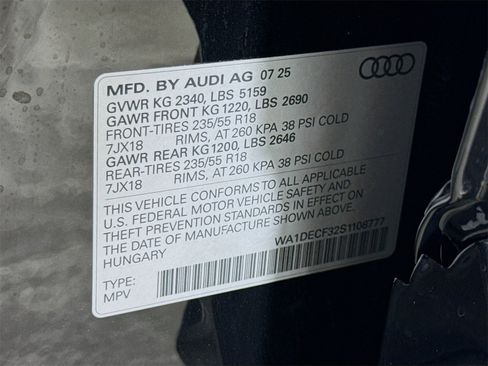 MFD. BY AUDI AG 07 25
GVWR KG 2340, LBS 5159
GAWR FRONT KG 1220, LBS 2690
FRONT-TIRES 235/55 R18
7JX18 RIMS, AT 260 KPA 38 PSI COLD
GAWR REAR KG1200, LBS 2646
REAR-TIRES 235/55 R18
7JX18 RIMS, AT 260 KPA 38 PSI COLD
THIS VEHICLE CONFORMS TO ALL APPLICABLE
U.S. FEDERAL MOTOR VEHICLE SAFETY AND
THEFT PREVENTION STANDARDS IN EFFECT ON
THE DATE OF MANUFACTURE SHOWN ABOVE.
HUNGARY WA1DECF32S1106777
TYPE:
MPV